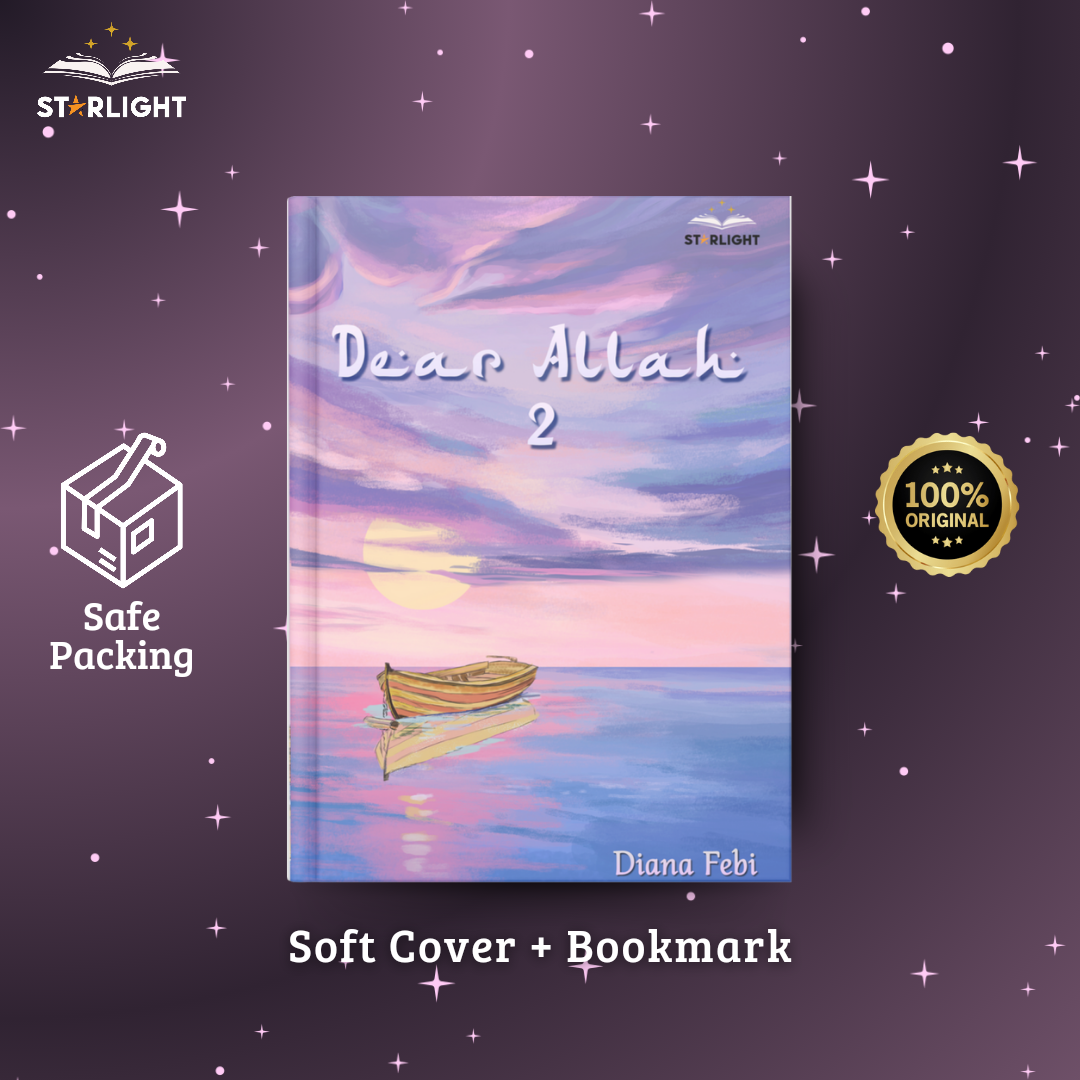 STARLIGHT
STARLIGHT
Dear Allah
2
100%
ORIGINAL
Safe
Packing
Diana Febi
Soft Cover + Bookmark